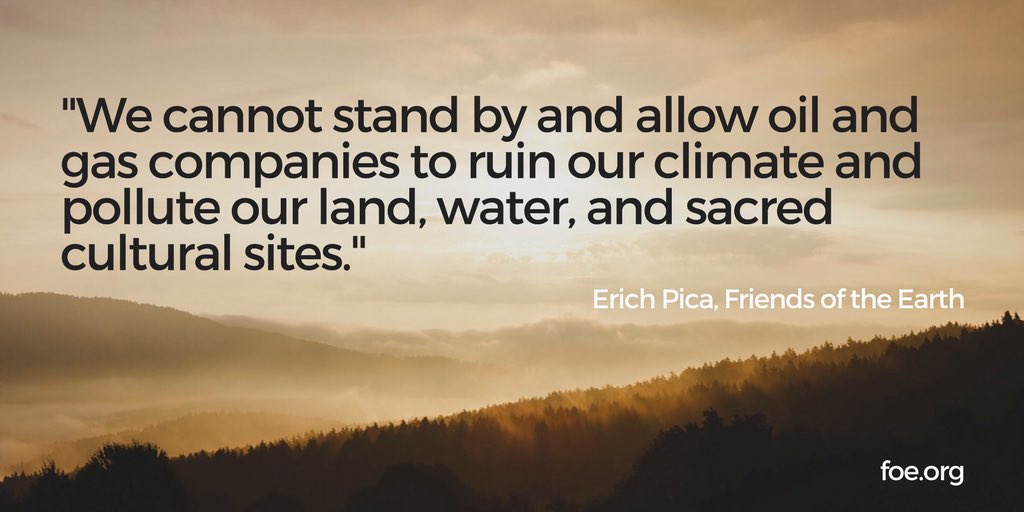 "We cannot stand by and allow oil and
gas companies to ruin our climate and
pollute our land, water, and sacred
cultural sites."
Erich Pica, Friends of the Earth
foe.org